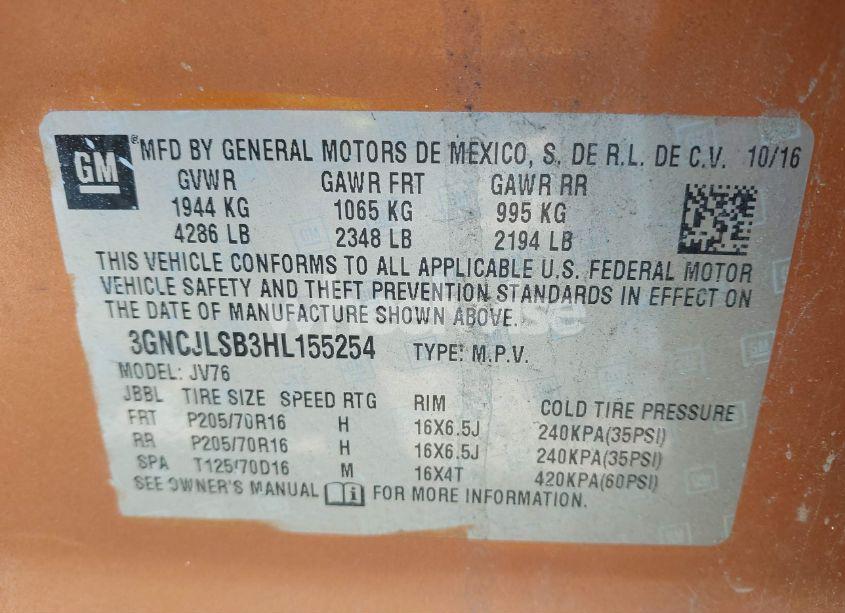 GM ® MFD BY GENERAL MOTORS DE MEXICO, S. DE R.L. DE C.V. 10/16
GVWR GAWR FRT GAWR RR
1944 KG 1065 KG 995 KG
4286 LB 2348 LB 2194 LB
THIS VEHICLE CONFORMS TO ALL APPLICABLE U.S. FEDERAL MOTOR
VEHICLE SAFETY AND THEFT PREVENTION STANDARDS IN EFFECT ON
THE DATE OF MANUFACTURE SHOWN ABOVE.
3GNCJLSB3HL155254 TYPE: M.P.V.
MODEL: JV76
JBBL TIRE SIZE SPEED RTG RIM COLD TIRE PRESSURE
FRT P205/70R16 H 16X6.5J 240KPA(35PSI)
RR P205/70R16 H 16X6.5J 240KPA(35PSI)
SPA T125/70D16 M 16X4T 420KPA(60PSI)
SEE OWNER'S MANUAL i FOR MORE INFORMATION.